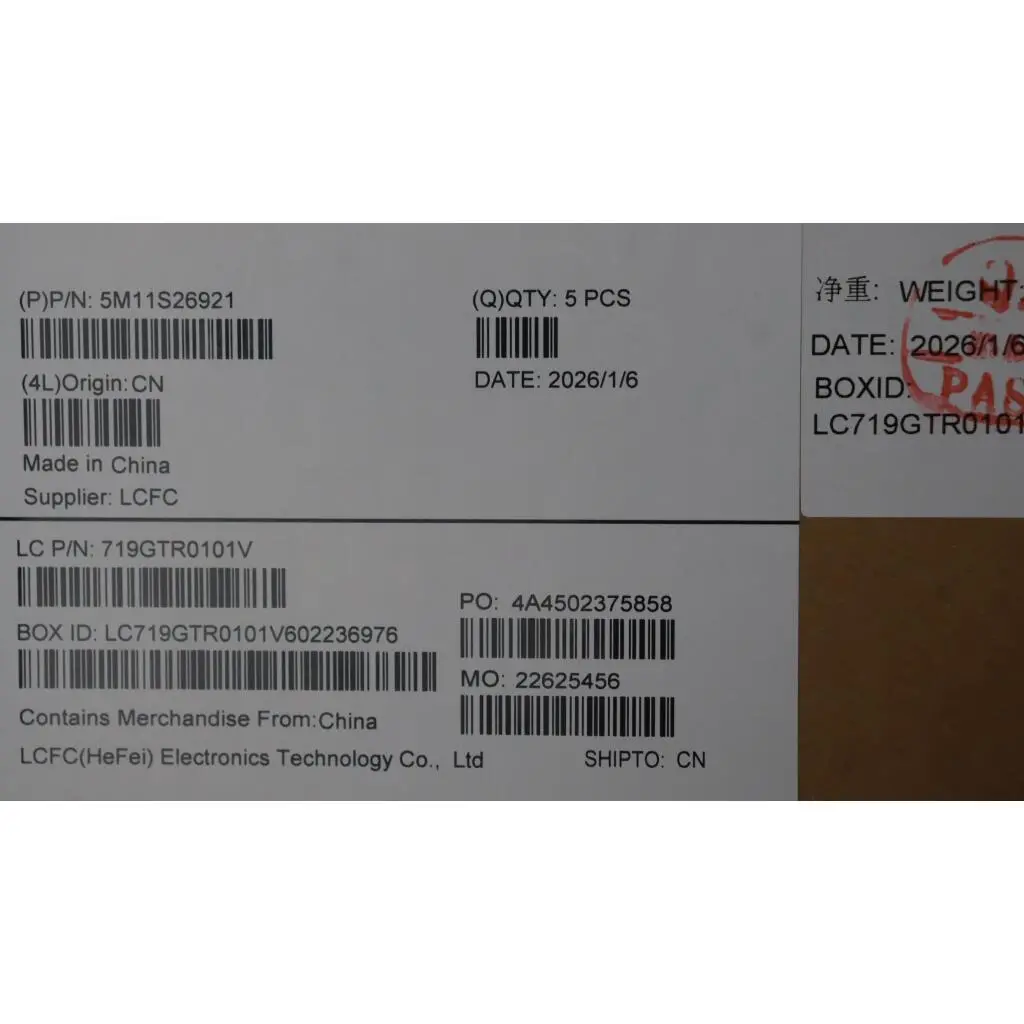 (P)P/N: 5M11S26921
(Q)QTY: 5 PCS
DATE: 2026/1/6
(4L)Origin:CN
Made in China
Supplier: LCFC
LC P/N: 719GTR0101V
BOX ID: LC719GTR0101V602236976
PO: 4A4502375858
MO: 22625456
Contains Merchandise From:China
LCFC(HeFei) Electronics Technology Co., Ltd
SHIPTO: CN
净重: WEIGHT:
DATE: 2026/1/6
BOXID:
LC719GTR0101
PAS